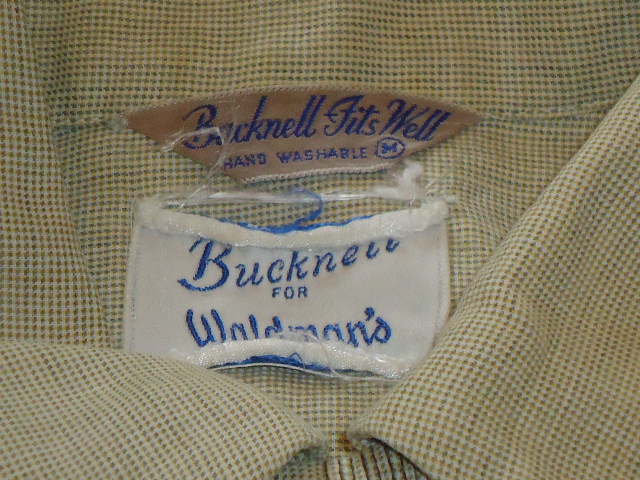 Bucknell Fits Well
HAND WASHABLE M
Bucknell
FOR
Waldman's